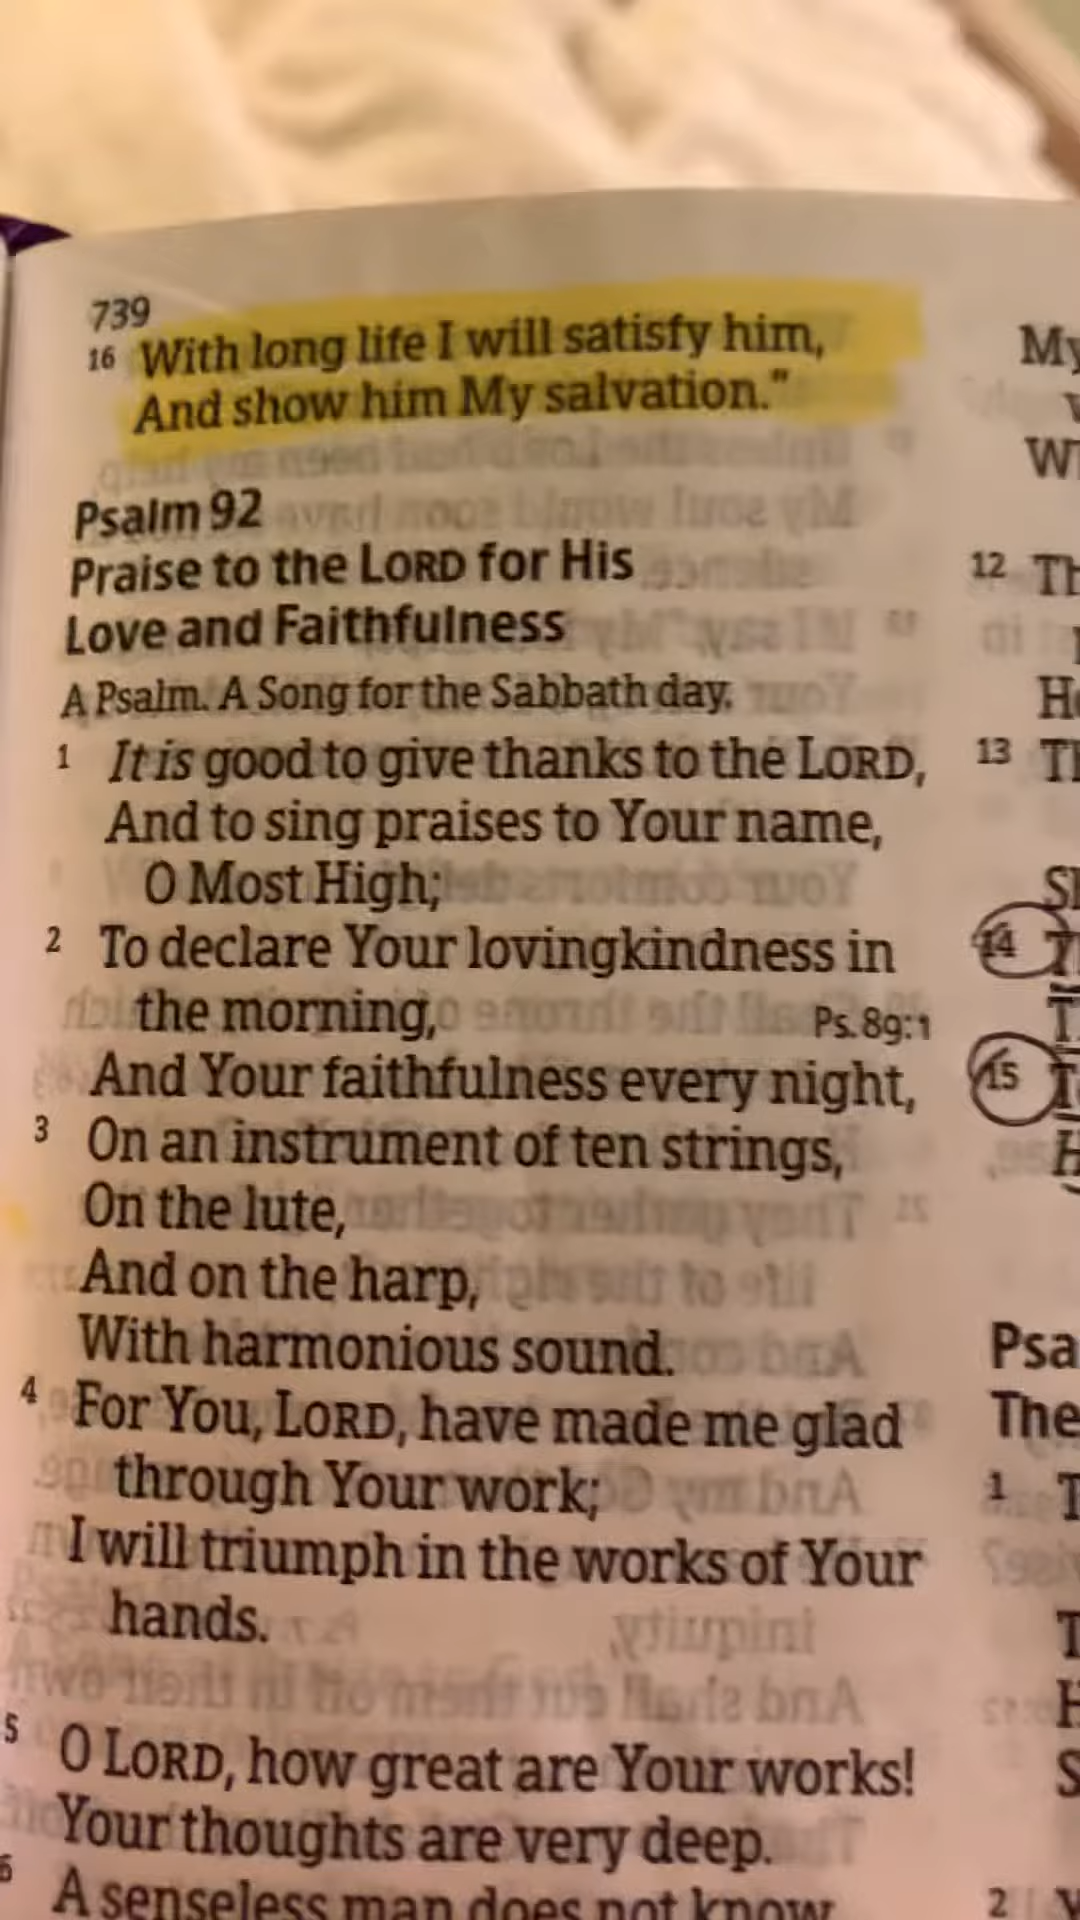 739
16 With long life I will satisfy him,
And show him My salvation."
Psalm 92
Praise to the LORD for His
Love and Faithfulness
A Psalm. A Song for the Sabbath day.
1 It is good to give thanks to the LORD,
And to sing praises to Your name,
O Most High;
2 To declare Your lovingkindness in
the morning, Ps. 89:1
And Your faithfulness every night,
3 On an instrument of ten strings,
On the lute,
And on the harp,
With harmonious sound.
4 For You, LORD, have made me glad
through Your work;
I will triumph in the works of Your
hands.
5 O LORD, how great are Your works!
Your thoughts are very deep.
6 A senseless man does not know,
My
12
13
14
15
1
2